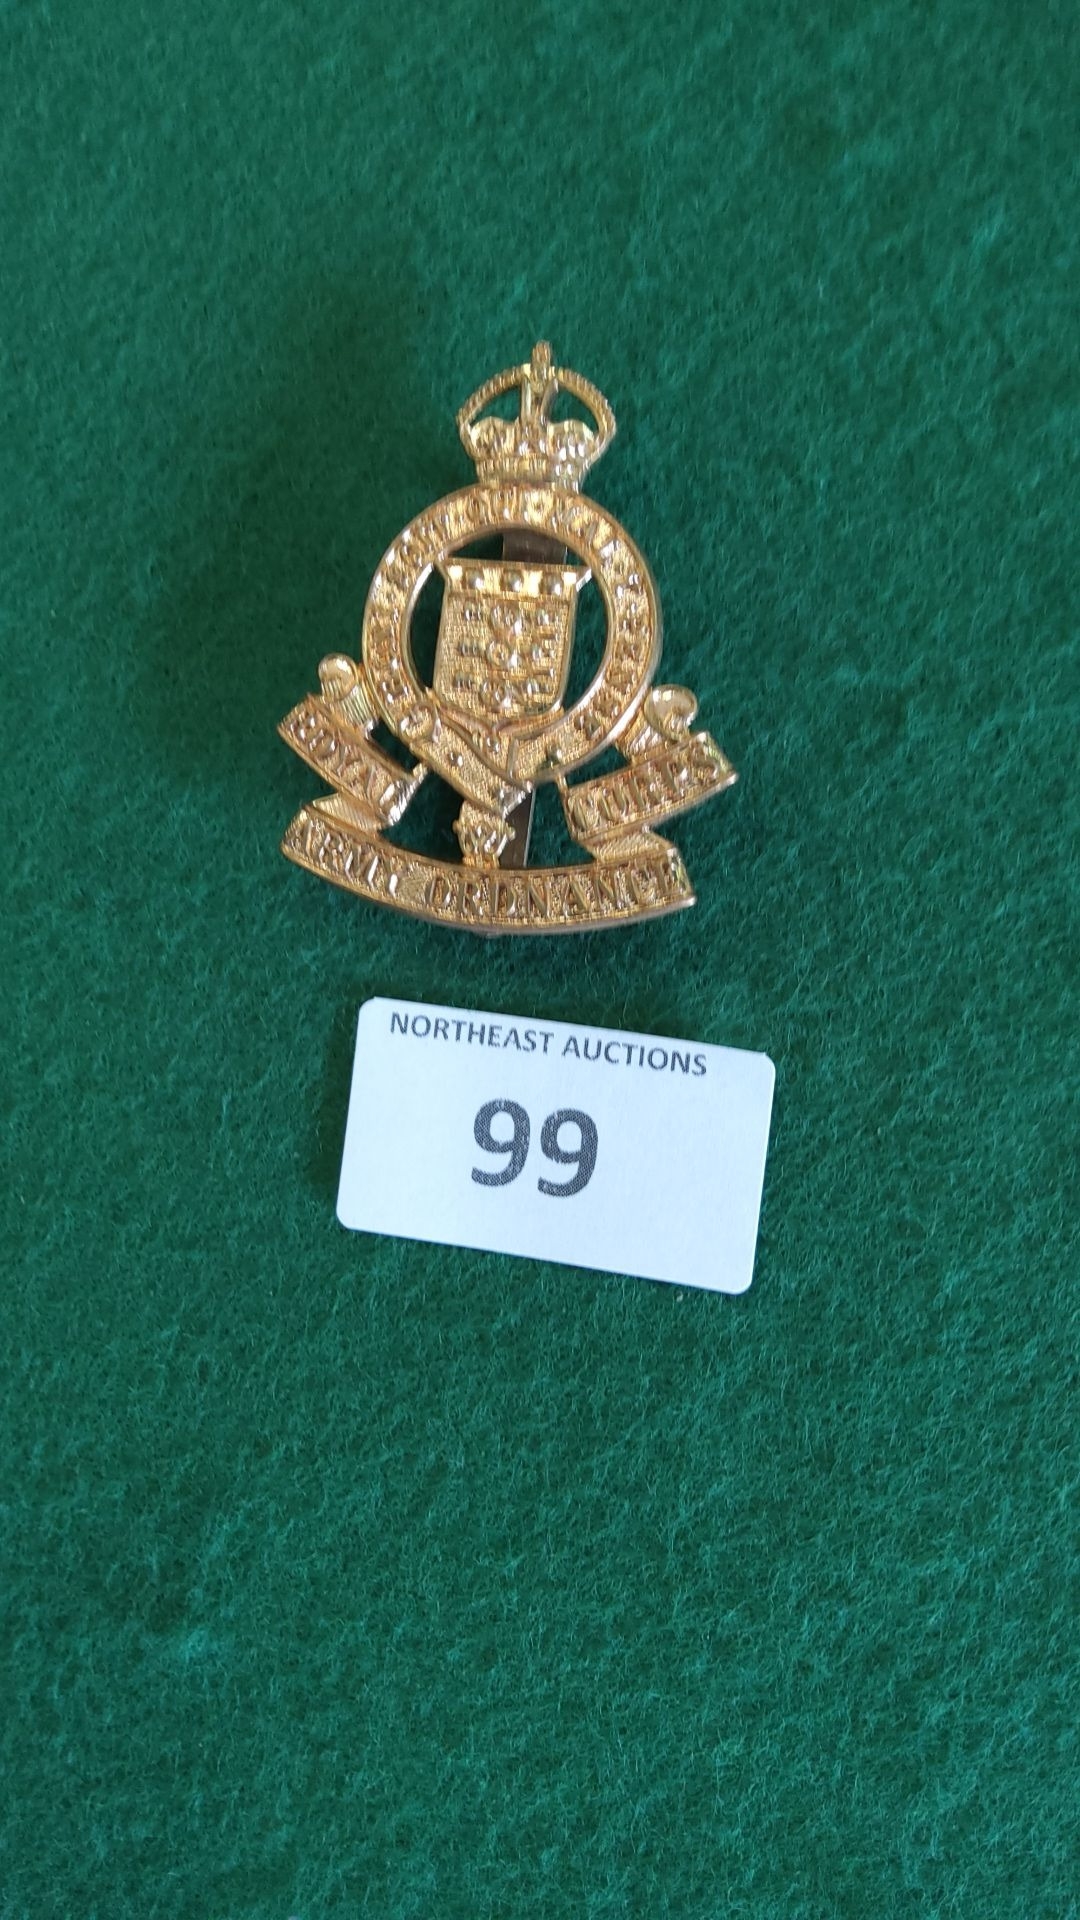 ROYAL
ARMY ORDNANCE
CORPS
NORTHEAST AUCTIONS
99